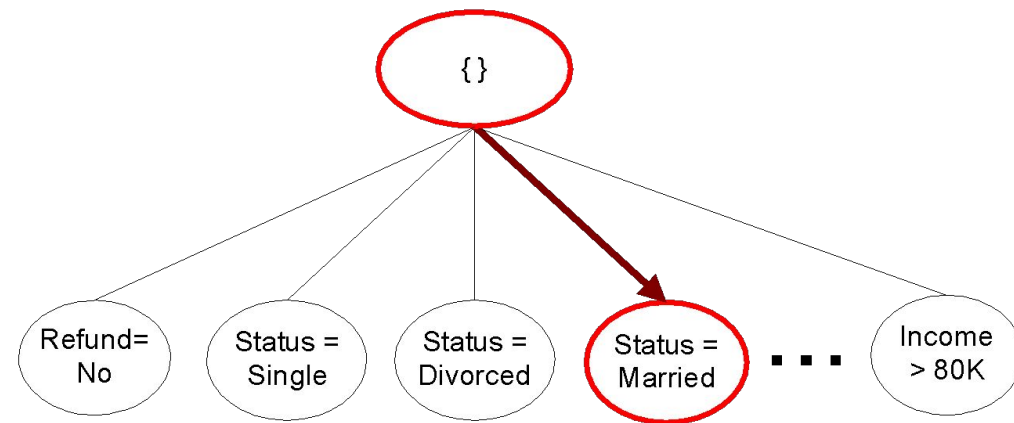 { }
Refund=
No
Status =
Single
Status =
Divorced
Status =
Married
...
Income
> 80K